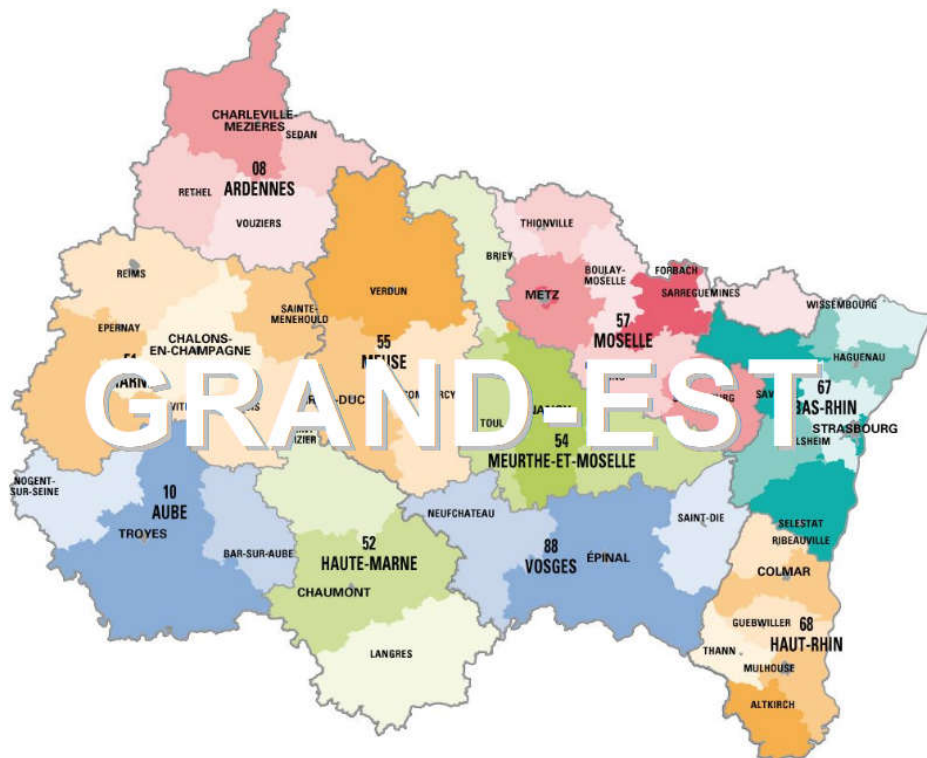 CHARLEVILLE-
MEZIERES
SEDAN
08
ARDENNES
RETHEL
VOUZIERS
REIMS
EPERNAY
CHALONS-
EN-CHAMPAGNE
SAINTE-
MENEHOULD
VERDUN
55
MEUSE
BRIEY
THIONVILLE
METZ
BOULAY-
MOSELLE
FORBACH
SARREGUEMINES
57
MOSELLE
WISSEMBOURG
HAGUENAU
67
BAS-RHIN
STRASBOURG
GRAND-EST
TOUL
54
MEURTHE-ET-MOSELLE
NOGENT-
SUR-SEINE
10
AUBE
TROYES
BAR-SUR-AUBE
52
HAUTE-MARNE
CHAUMONT
LANGRES
NEUFCHATEAU
88
VOSGES
ÉPINAL
SAINT-DIE
SELESTAT
RIBEAUVILLE
COLMAR
GUEBWILLER
68
HAUT-RHIN
THANN
MULHOUSE
ALTKIRCH